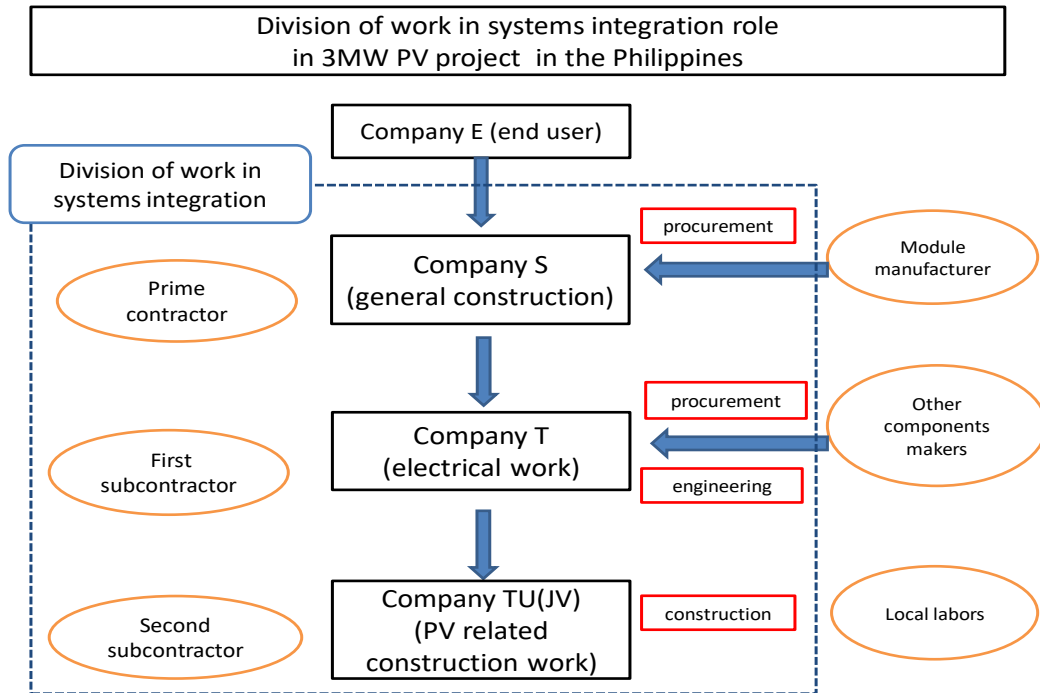 Division of work in systems integration role
in 3MW PV project in the Philippines
Company E (end user)
Division of work in
systems integration
procurement
Module
manufacturer
Company S
(general construction)
Prime
contractor
procurement
Other
components
makers
Company T
(electrical work)
First
subcontractor
engineering
Company TU(JV)
(PV related
construction work)
construction
Local labors
Second
subcontractor